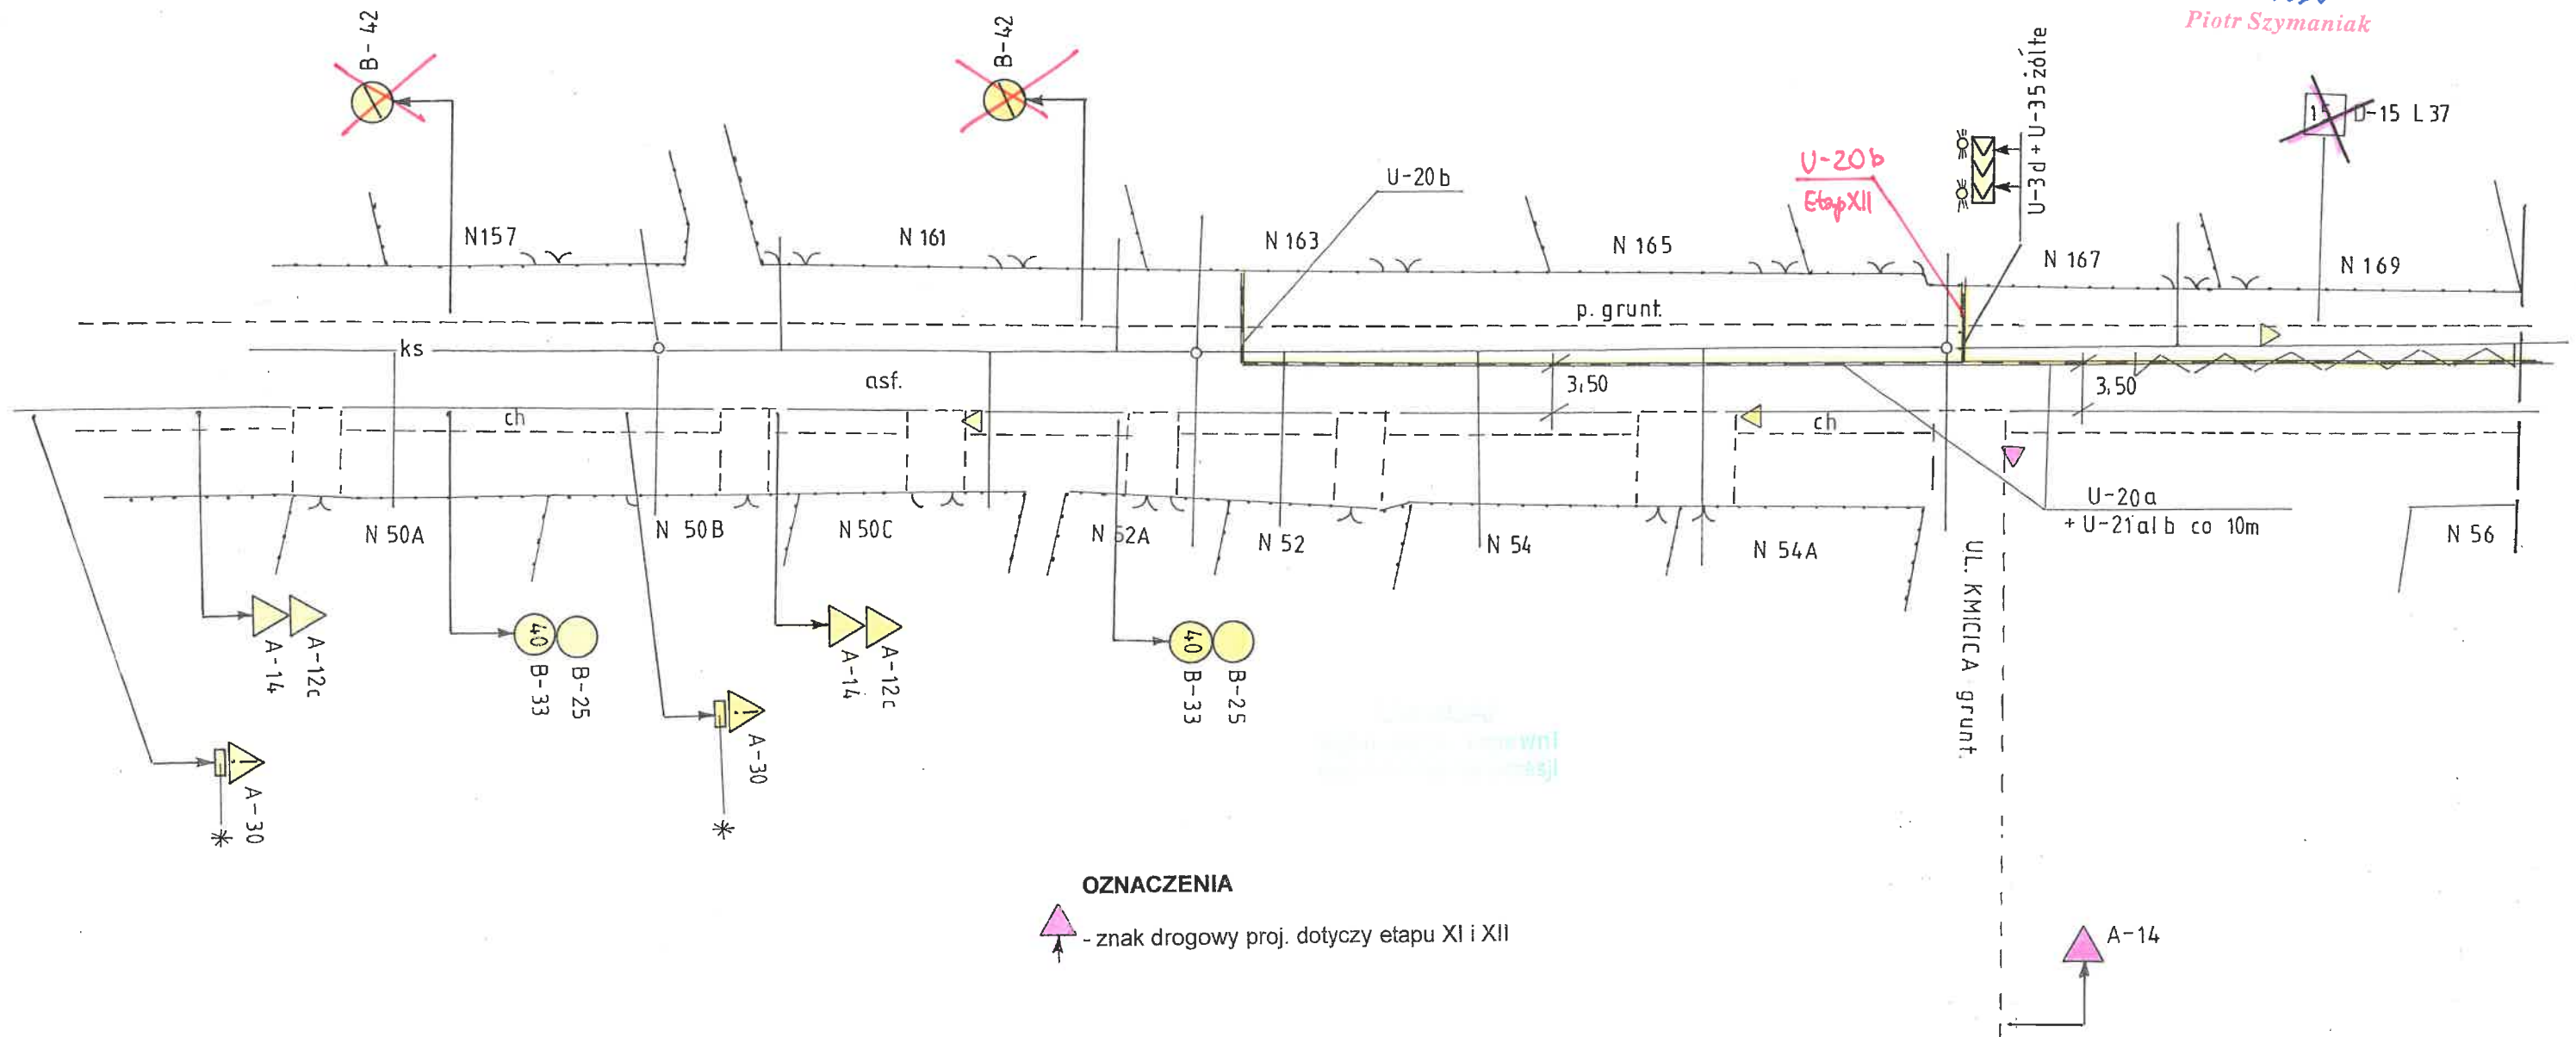 Piotr Szymaniak
B-42
B-42
U-3d + U-35 żółte
15
D-15 L37
U-20b
U-20b
Etap XII
N157
N 161
N 163
N 165
N 167
N 169
p. grunt.
ks
asf.
3,50
3,50
ch
ch
U-20a
+ U-21 a l b co 10m
N 50A
N 50B
N 50C
N 52A
N 52
N 54
N 54A
N 56
UL. KMICICA grunt.
A-14
A-12c
40
B-33
B-25
A-14
A-12c
40
B-33
B-25
!
A-30
*
!
A-30
*
OZNACZENIA
- znak drogowy proj. dotyczy etapu XI i XII
A-14